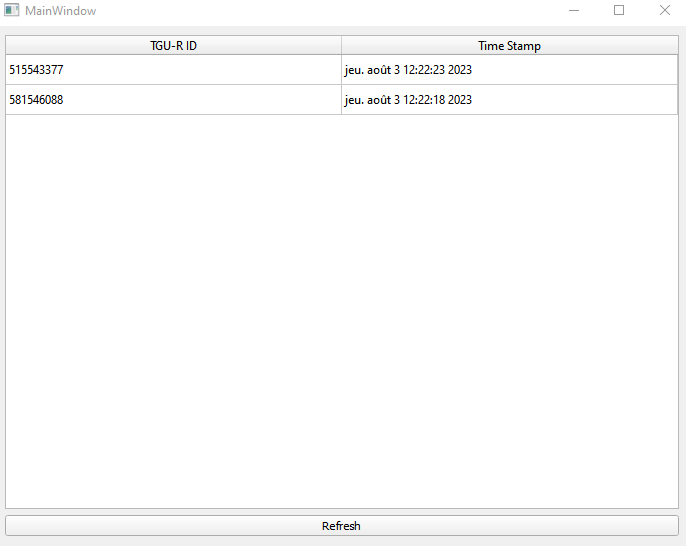 MainWindow
TGU-R ID Time Stamp
515543377 jeu. août 3 12:22:23 2023
581546088 jeu. août 3 12:22:18 2023
Refresh